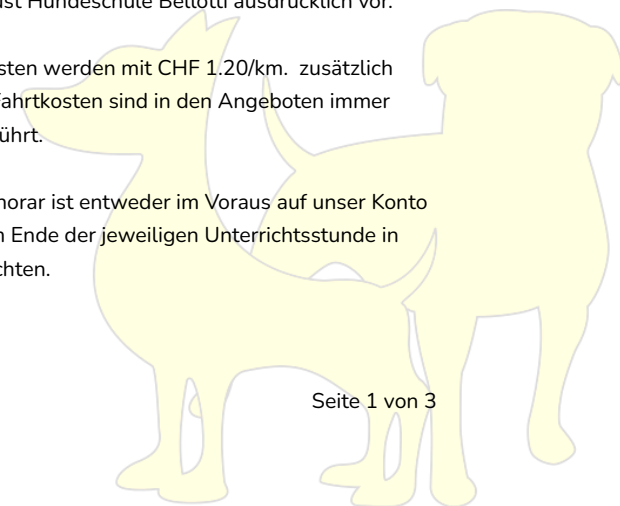 ust Hundeschule Bellotti ausdrücklich vor.
sten werden mit CHF 1.20/km. zusätzlich
ahrtkosten sind in den Angeboten immer
ührt.
norar ist entweder im Voraus auf unser Konto
n Ende der jeweiligen Unterrichtsstunde in
chten.
Seite 1 von 3